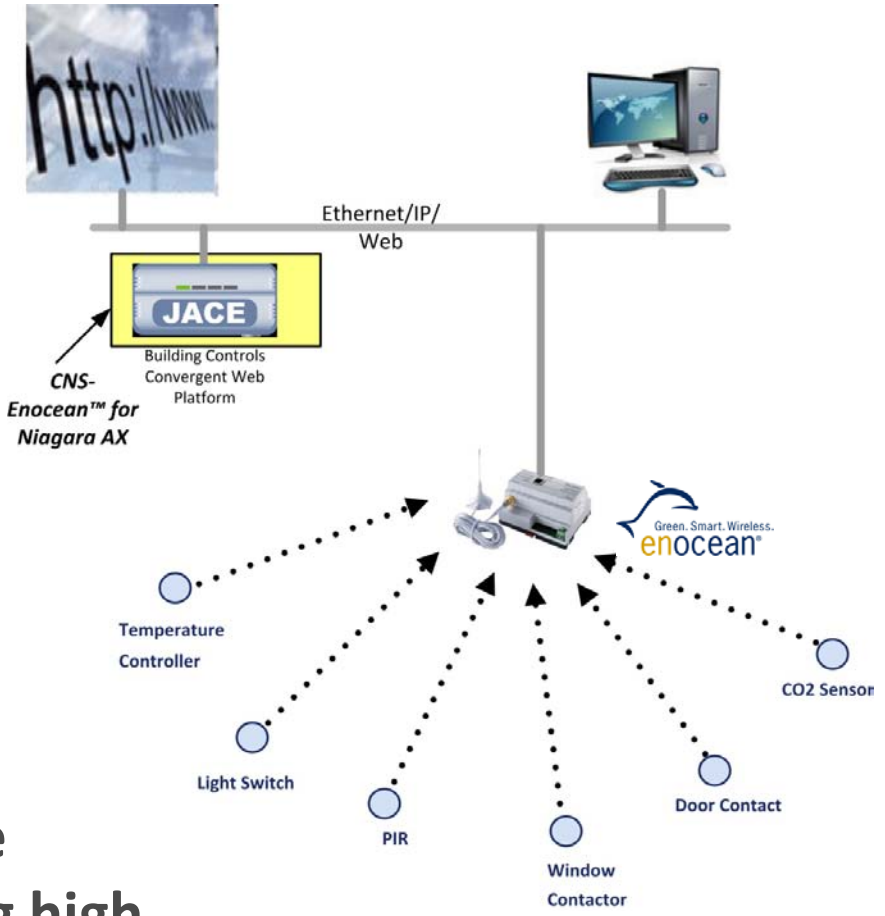 http://www.
Ethernet/IP/
Web
JACE
Building Controls
Convergent Web
Platform
CNS-
Enocean™ for
Niagara AX
Green. Smart. Wireless.
enocean®
Temperature
Controller
CO2 Sensor
Light Switch
Door Contact
PIR
Window
Contactor
high